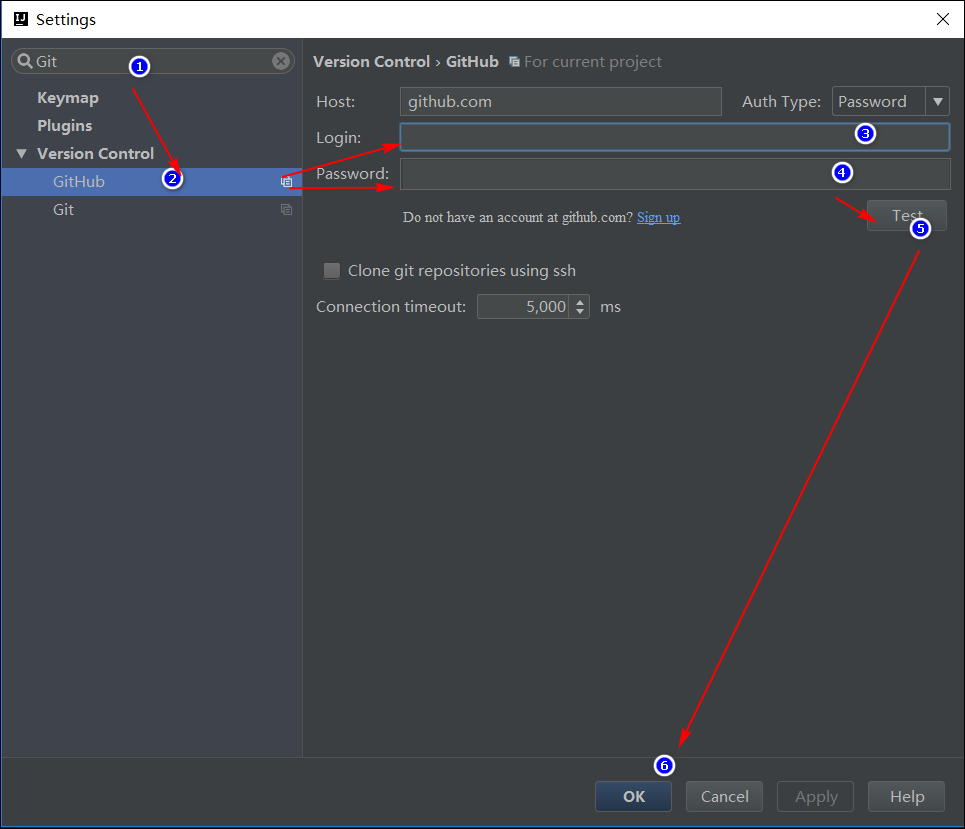 Settings
Git
1
Keymap
Plugins
Version Control
GitHub
2
Git
Version Control › GitHub For current project
Host: github.com Auth Type: Password
Login: 3
Password: 4
Do not have an account at github.com? Sign up
Test
5
Clone git repositories using ssh
Connection timeout: 5,000 ms
6
OK Cancel Apply Help